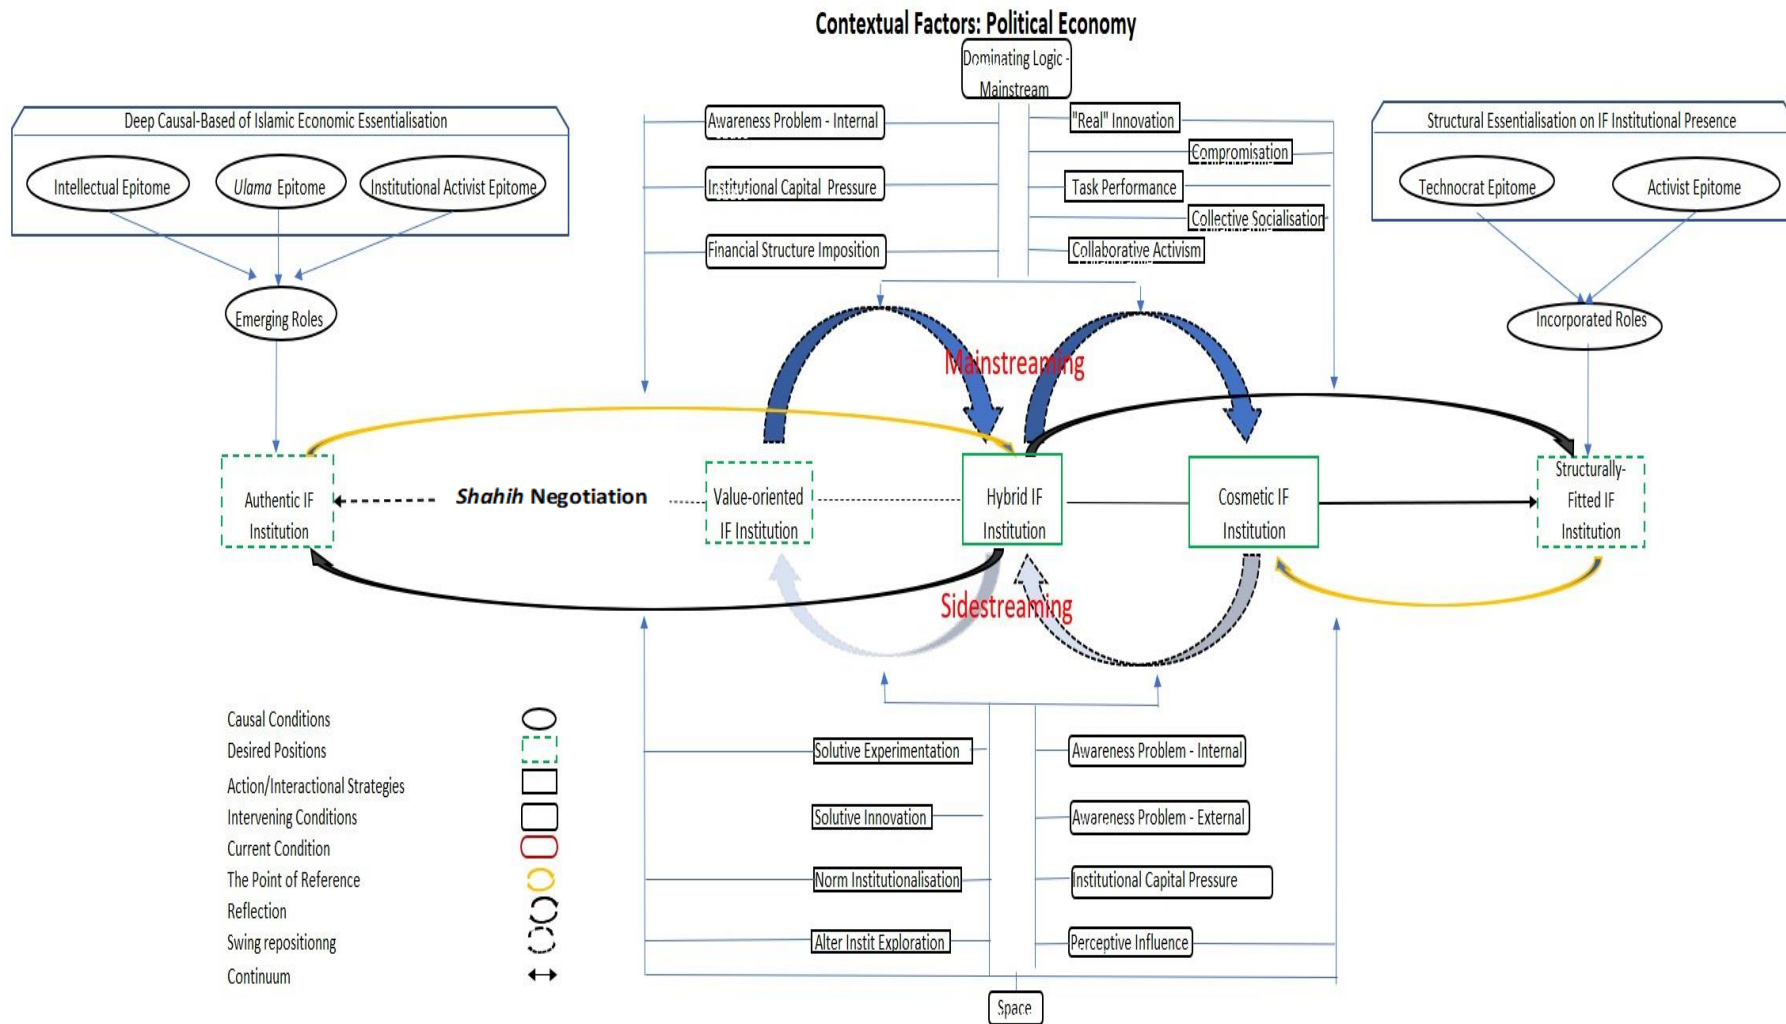 Contextual Factors: Political Economy
Dominating Logic -
Mainstream
Deep Causal-Based of Islamic Economic Essentialisation
Intellectual Epitome
Ulama Epitome
Institutional Activist Epitome
Emerging Roles
Awareness Problem - Internal
Institutional Capital Pressure
Financial Structure Imposition
"Real" Innovation
Compromisation
Task Performance
Collective Socialisation
Collaborative Activism
Structural Essentialisation on IF Institutional Presence
Technocrat Epitome
Activist Epitome
Incorporated Roles
Mainstreaming
Authentic IF
Institution
Shahih Negotiation
Value-oriented
IF Institution
Hybrid IF
Institution
Cosmetic IF
Institution
Structurally-
Fitted IF
Institution
Sidestreaming
Solutive Experimentation
Solutive Innovation
Norm Institutionalisation
Alter Instit Exploration
Awareness Problem - Internal
Awareness Problem - External
Institutional Capital Pressure
Perceptive Influence
Space
Causal Conditions
Desired Positions
Action/Interactional Strategies
Intervening Conditions
Current Condition
The Point of Reference
Reflection
Swing repositionng
Continuum